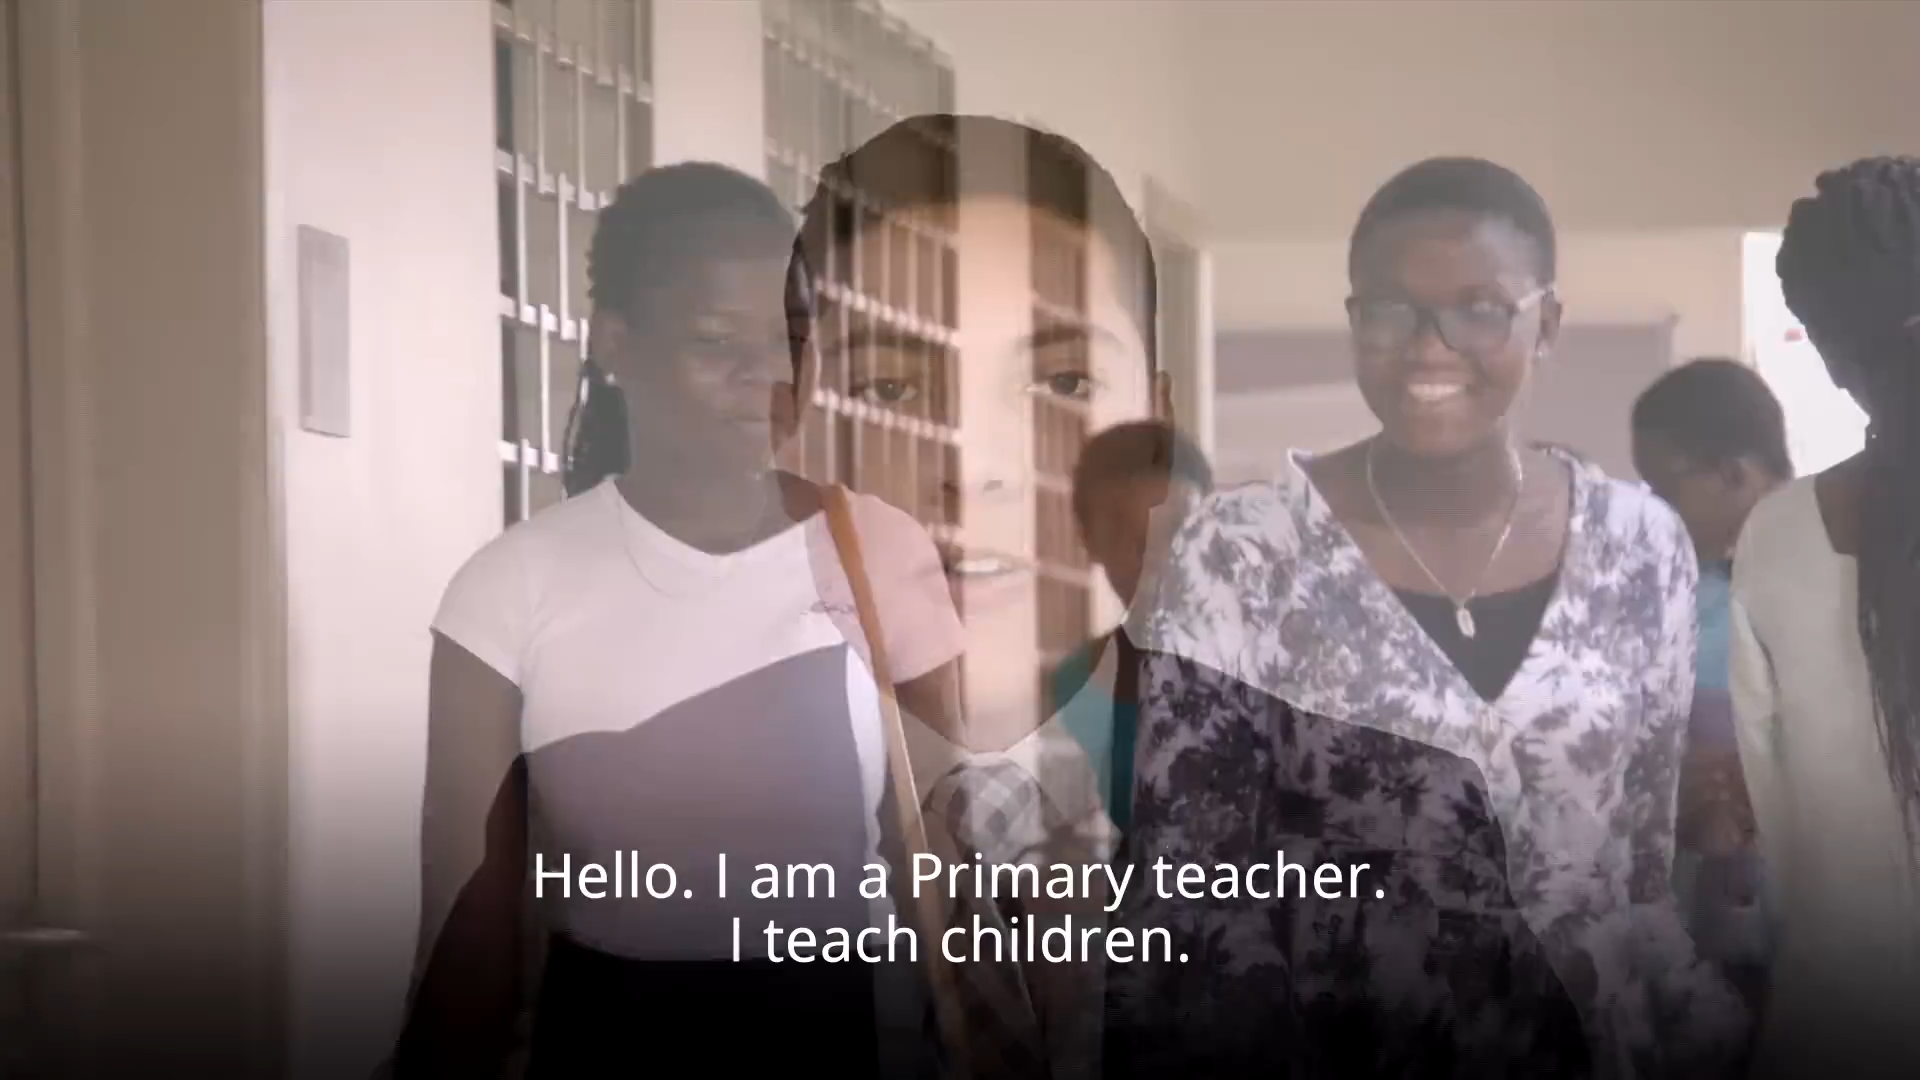 Hello. I am a Primary teacher.
I teach children.